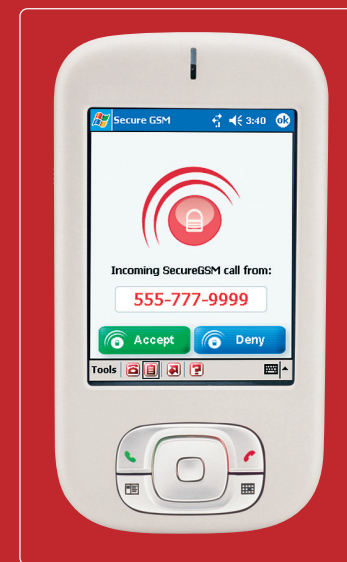 Secure GSM 3:40 ok
Incoming SecureGSM call from:
555-777-9999
Accept Deny
Tools